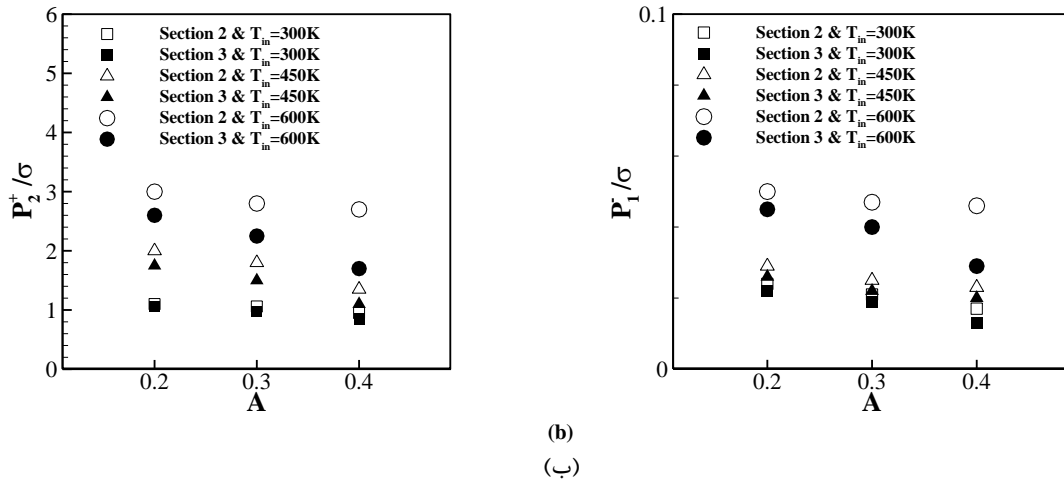 6
5
4
3
2
1
0
P₂⁺/σ
Section 2 & T_in=300K
Section 3 & T_in=300K
Section 2 & T_in=450K
Section 3 & T_in=450K
Section 2 & T_in=600K
Section 3 & T_in=600K
0.2 0.3 0.4
A
0.1
0
P₁⁻/σ
Section 2 & T_in=300K
Section 3 & T_in=300K
Section 2 & T_in=450K
Section 3 & T_in=450K
Section 2 & T_in=600K
Section 3 & T_in=600K
0.2 0.3 0.4
A
(b)
(ب)